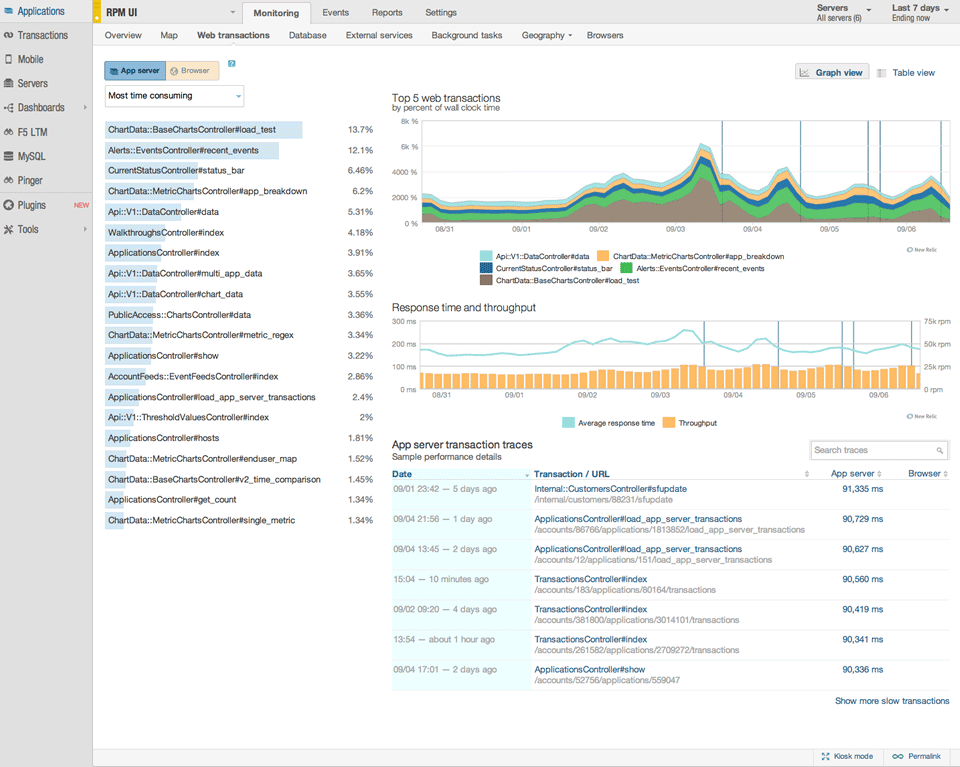 Applications
Transactions
Mobile
Servers
Dashboards
F5 LTM
MySQL
Pinger
Plugins NEW
Tools
RPM UI
Monitoring Events Reports Settings
Servers
All servers (6)
Last 7 days
Ending now
Overview Map Web transactions Database External services Background tasks Geography Browsers
App server Browser ?
Most time consuming
Graph view Table view
ChartData::BaseChartsController#load_test 13.7%
Alerts::EventsController#recent_events 12.1%
CurrentStatusController#status_bar 6.46%
ChartData::MetricChartsController#app_breakdown 6.2%
Api::V1::DataController#data 5.31%
WalkthroughsController#index 4.18%
ApplicationsController#index 3.91%
Api::V1::DataController#multi_app_data 3.65%
Api::V1::DataController#chart_data 3.55%
PublicAccess::ChartsController#data 3.36%
ChartData::MetricChartsController#metric_regex 3.34%
ApplicationsController#show 3.22%
AccountFeeds::EventFeedsController#index 2.86%
ApplicationsController#load_app_server_transactions 2.4%
Api::V1::ThresholdValuesController#index 2%
ApplicationsController#hosts 1.81%
ChartData::MetricChartsController#enduser_map 1.52%
ChartData::BaseChartsController#v2_time_comparison 1.45%
ApplicationsController#get_count 1.34%
ChartData::MetricChartsController#single_metric 1.34%
Top 5 web transactions
by percent of wall clock time
8k %
6k %
4000 %
2000 %
0 %
08/31 09/01 09/02 09/03 09/04 09/05 09/06
New Relic
Api::V1::DataController#data ChartData::MetricChartsController#app_breakdown
CurrentStatusController#status_bar Alerts::EventsController#recent_events
ChartData::BaseChartsController#load_test
Response time and throughput
300 ms 75k rpm
200 ms 50k rpm
100 ms 25k rpm
0 ms 0 rpm
08/31 09/01 09/02 09/03 09/04 09/05 09/06
New Relic
Average response time Throughput
App server transaction traces
Sample performance details
Search traces
Date Transaction / URL App server Browser
09/01 23:42 — 5 days ago Internal::CustomersController#sfupdate 91,335 ms
/internal/customers/88231/sfupdate
09/04 21:56 — 1 day ago ApplicationsController#load_app_server_transactions 90,729 ms
/accounts/86766/applications/1813852/load_app_server_transactions
09/04 13:45 — 2 days ago ApplicationsController#load_app_server_transactions 90,627 ms
/accounts/12/applications/151/load_app_server_transactions
15:04 — 10 minutes ago TransactionsController#index 90,560 ms
/accounts/183/applications/80164/transactions
09/02 09:20 — 4 days ago TransactionsController#index 90,419 ms
/accounts/381800/applications/3014101/transactions
13:54 — about 1 hour ago TransactionsController#index 90,341 ms
/accounts/261582/applications/2709272/transactions
09/04 17:01 — 2 days ago ApplicationsController#show 90,336 ms
/accounts/52756/applications/559047
Show more slow transactions
Kiosk mode Permalink